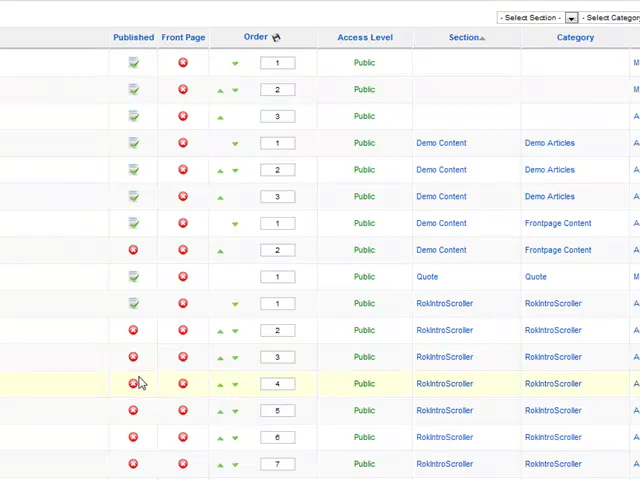 - Select Section - - Select Category
Published Front Page Order Access Level Section Category
1 Public M
2 Public M
3 Public A
1 Public Demo Content Demo Articles A
2 Public Demo Content Demo Articles A
3 Public Demo Content Demo Articles A
1 Public Demo Content Frontpage Content A
2 Public Demo Content Frontpage Content A
1 Public Quote Quote M
1 Public RokIntroScroller RokIntroScroller A
2 Public RokIntroScroller RokIntroScroller A
3 Public RokIntroScroller RokIntroScroller A
4 Public RokIntroScroller RokIntroScroller A
5 Public RokIntroScroller RokIntroScroller A
6 Public RokIntroScroller RokIntroScroller A
7 Public RokIntroScroller RokIntroScroller A